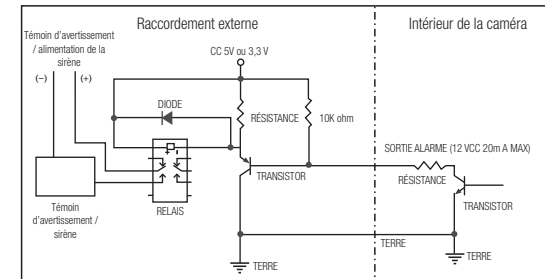 Raccordement externe
Intérieur de la caméra
Témoin d'avertissement
/ alimentation de la
sirène
(–)
(+)
CC 5V ou 3,3 V
DIODE
RÉSISTANCE
10K ohm
SORTIE ALARME (12 VCC 20m A MAX)
RÉSISTANCE
TRANSISTOR
TRANSISTOR
RELAIS
Témoin
d'avertissement /
sirène
TERRE
TERRE
TERRE